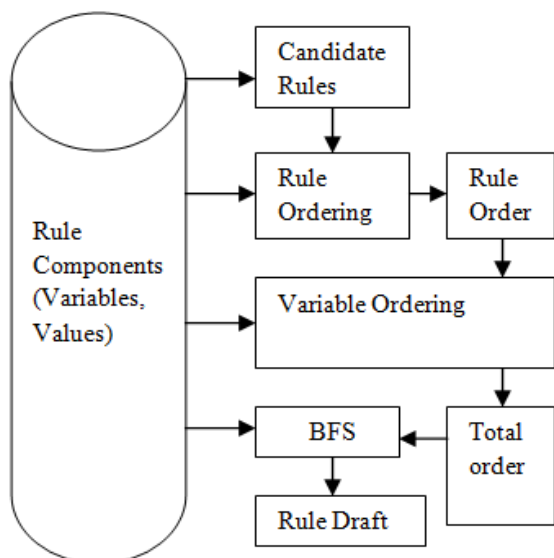 Candidate
Rules
Rule
Ordering
Rule
Order
Rule
Components
(Variables,
Values)
Variable Ordering
BFS
Total
order
Rule Draft